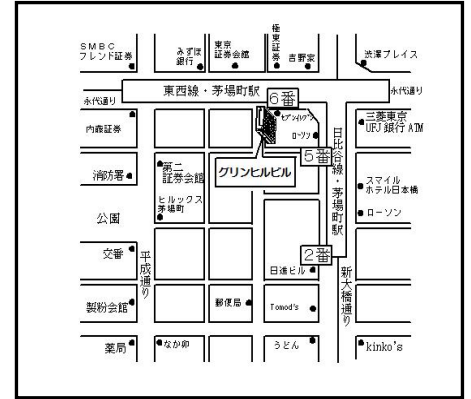 SMBC
フレンド証券
みずほ
銀行
東京
証券会館
極東証券
吉野家
渋澤プレイス
東西線・茅場町駅
永代通り
永代通り
6番
内藤証券
セブンイレブン
ローソン
三菱東京
UFJ銀行ATM
5番
日比谷線・茅場町駅
消防署
第二
証券会館
グリンヒルビル
スマイル
ホテル日本橋
ヒルックス
茅場町
ローソン
公園
交番
平成通り
2番
日進ビル
新大橋通り
製粉会館
郵便局
Tomod's
薬局
なか卯
うどん
kinko's